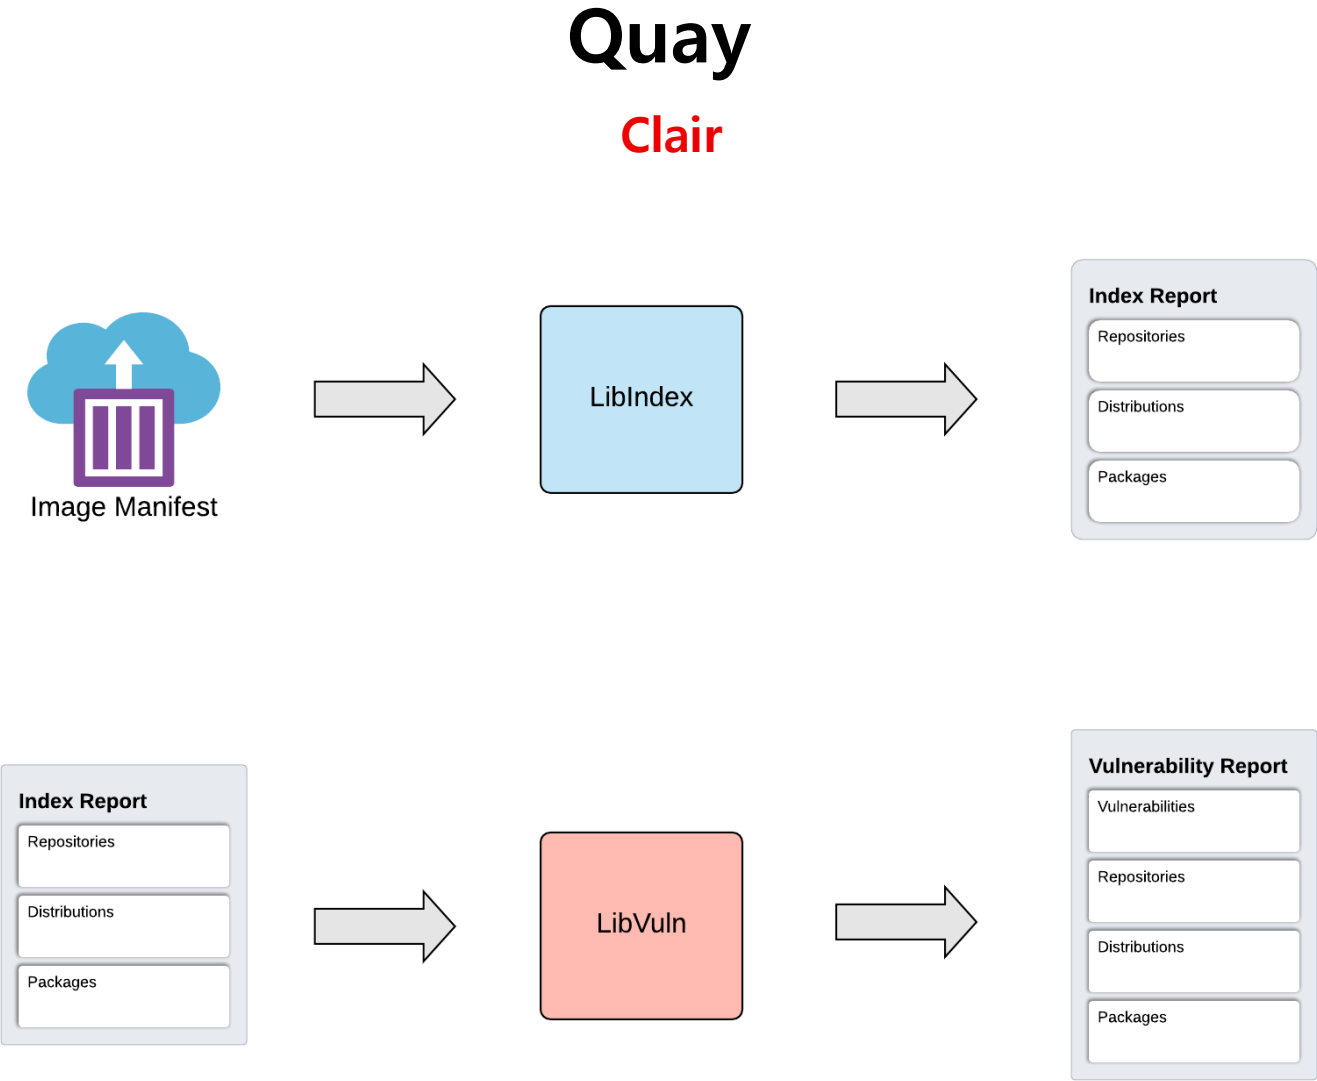 Quay
Clair
Image Manifest
LibIndex
Index Report
Repositories
Distributions
Packages
Index Report
Repositories
Distributions
Packages
LibVuln
Vulnerability Report
Vulnerabilities
Repositories
Distributions
Packages